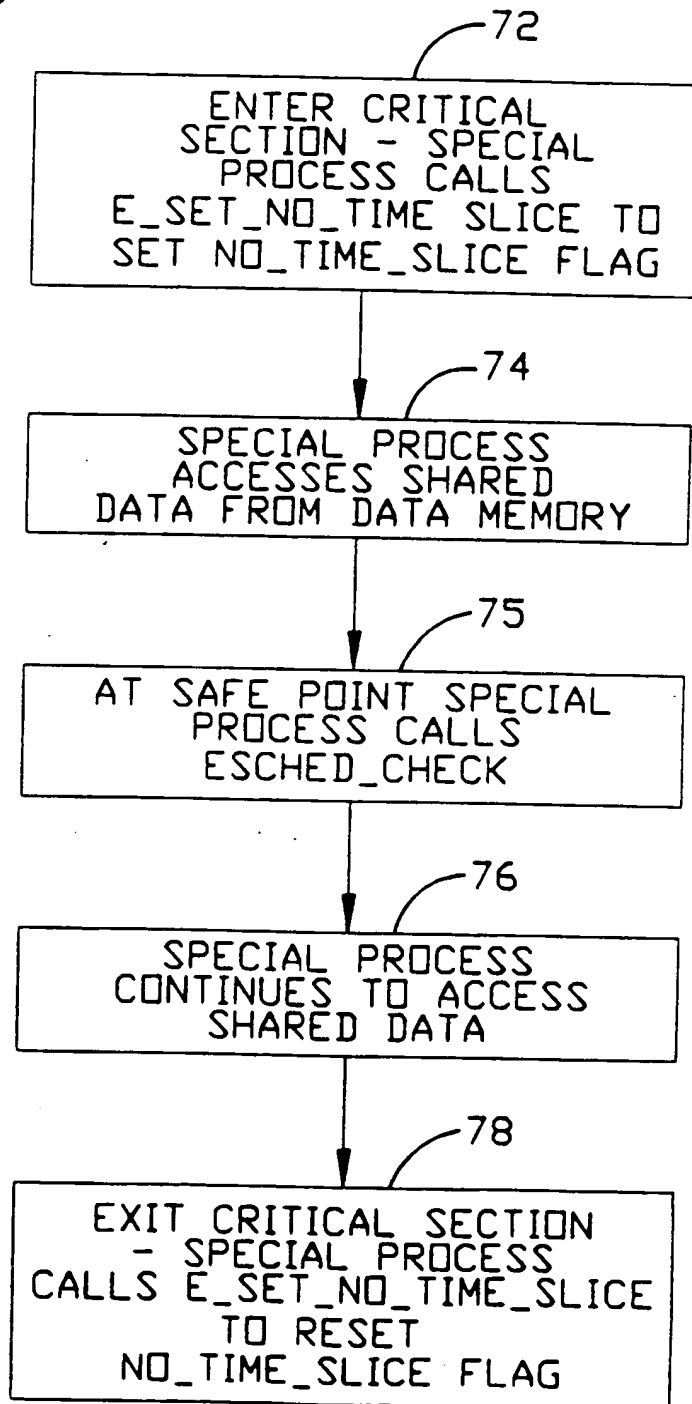 72
ENTER CRITICAL
SECTION - SPECIAL
PROCESS CALLS
E_SET_NO_TIME SLICE TO
SET NO_TIME_SLICE FLAG
74
SPECIAL PROCESS
ACCESSES SHARED
DATA FROM DATA MEMORY
75
AT SAFE POINT SPECIAL
PROCESS CALLS
ESCHED_CHECK
76
SPECIAL PROCESS
CONTINUES TO ACCESS
SHARED DATA
78
EXIT CRITICAL SECTION
- SPECIAL PROCESS
CALLS E_SET_NO_TIME_SLICE
TO RESET
NO_TIME_SLICE FLAG